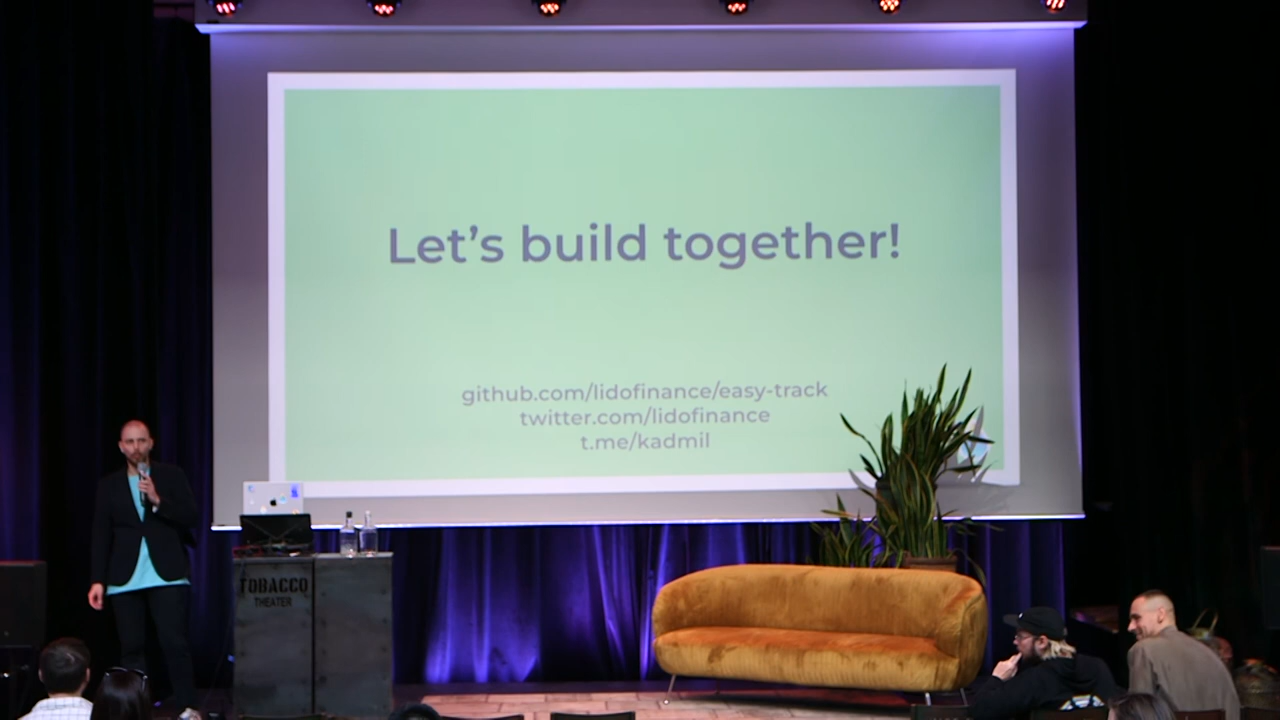 Let's build together!
github.com/lidofinance/easy-track
twitter.com/lidofinance
t.me/kadmil
TOBACCO
THEATER